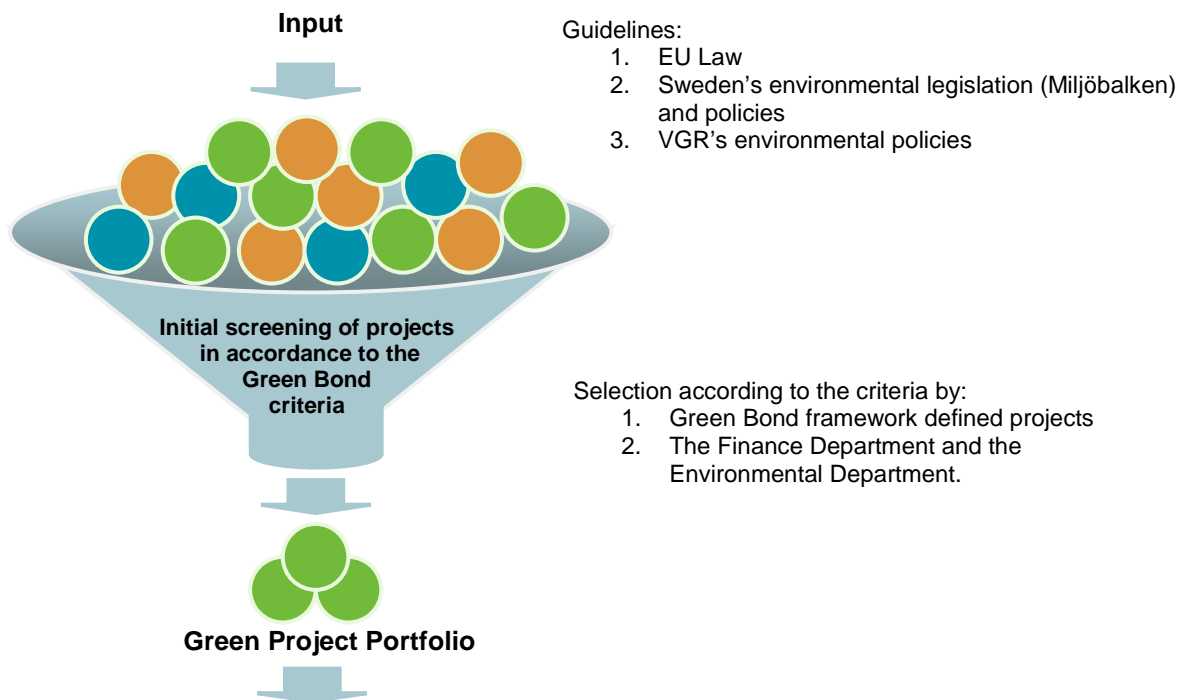 Input
Guidelines:
1. EU Law
2. Sweden's environmental legislation (Miljöbalken)
and policies
3. VGR's environmental policies
Initial screening of projects
in accordance to the
Green Bond
criteria
Selection according to the criteria by:
1. Green Bond framework defined projects
2. The Finance Department and the
Environmental Department.
Green Project Portfolio